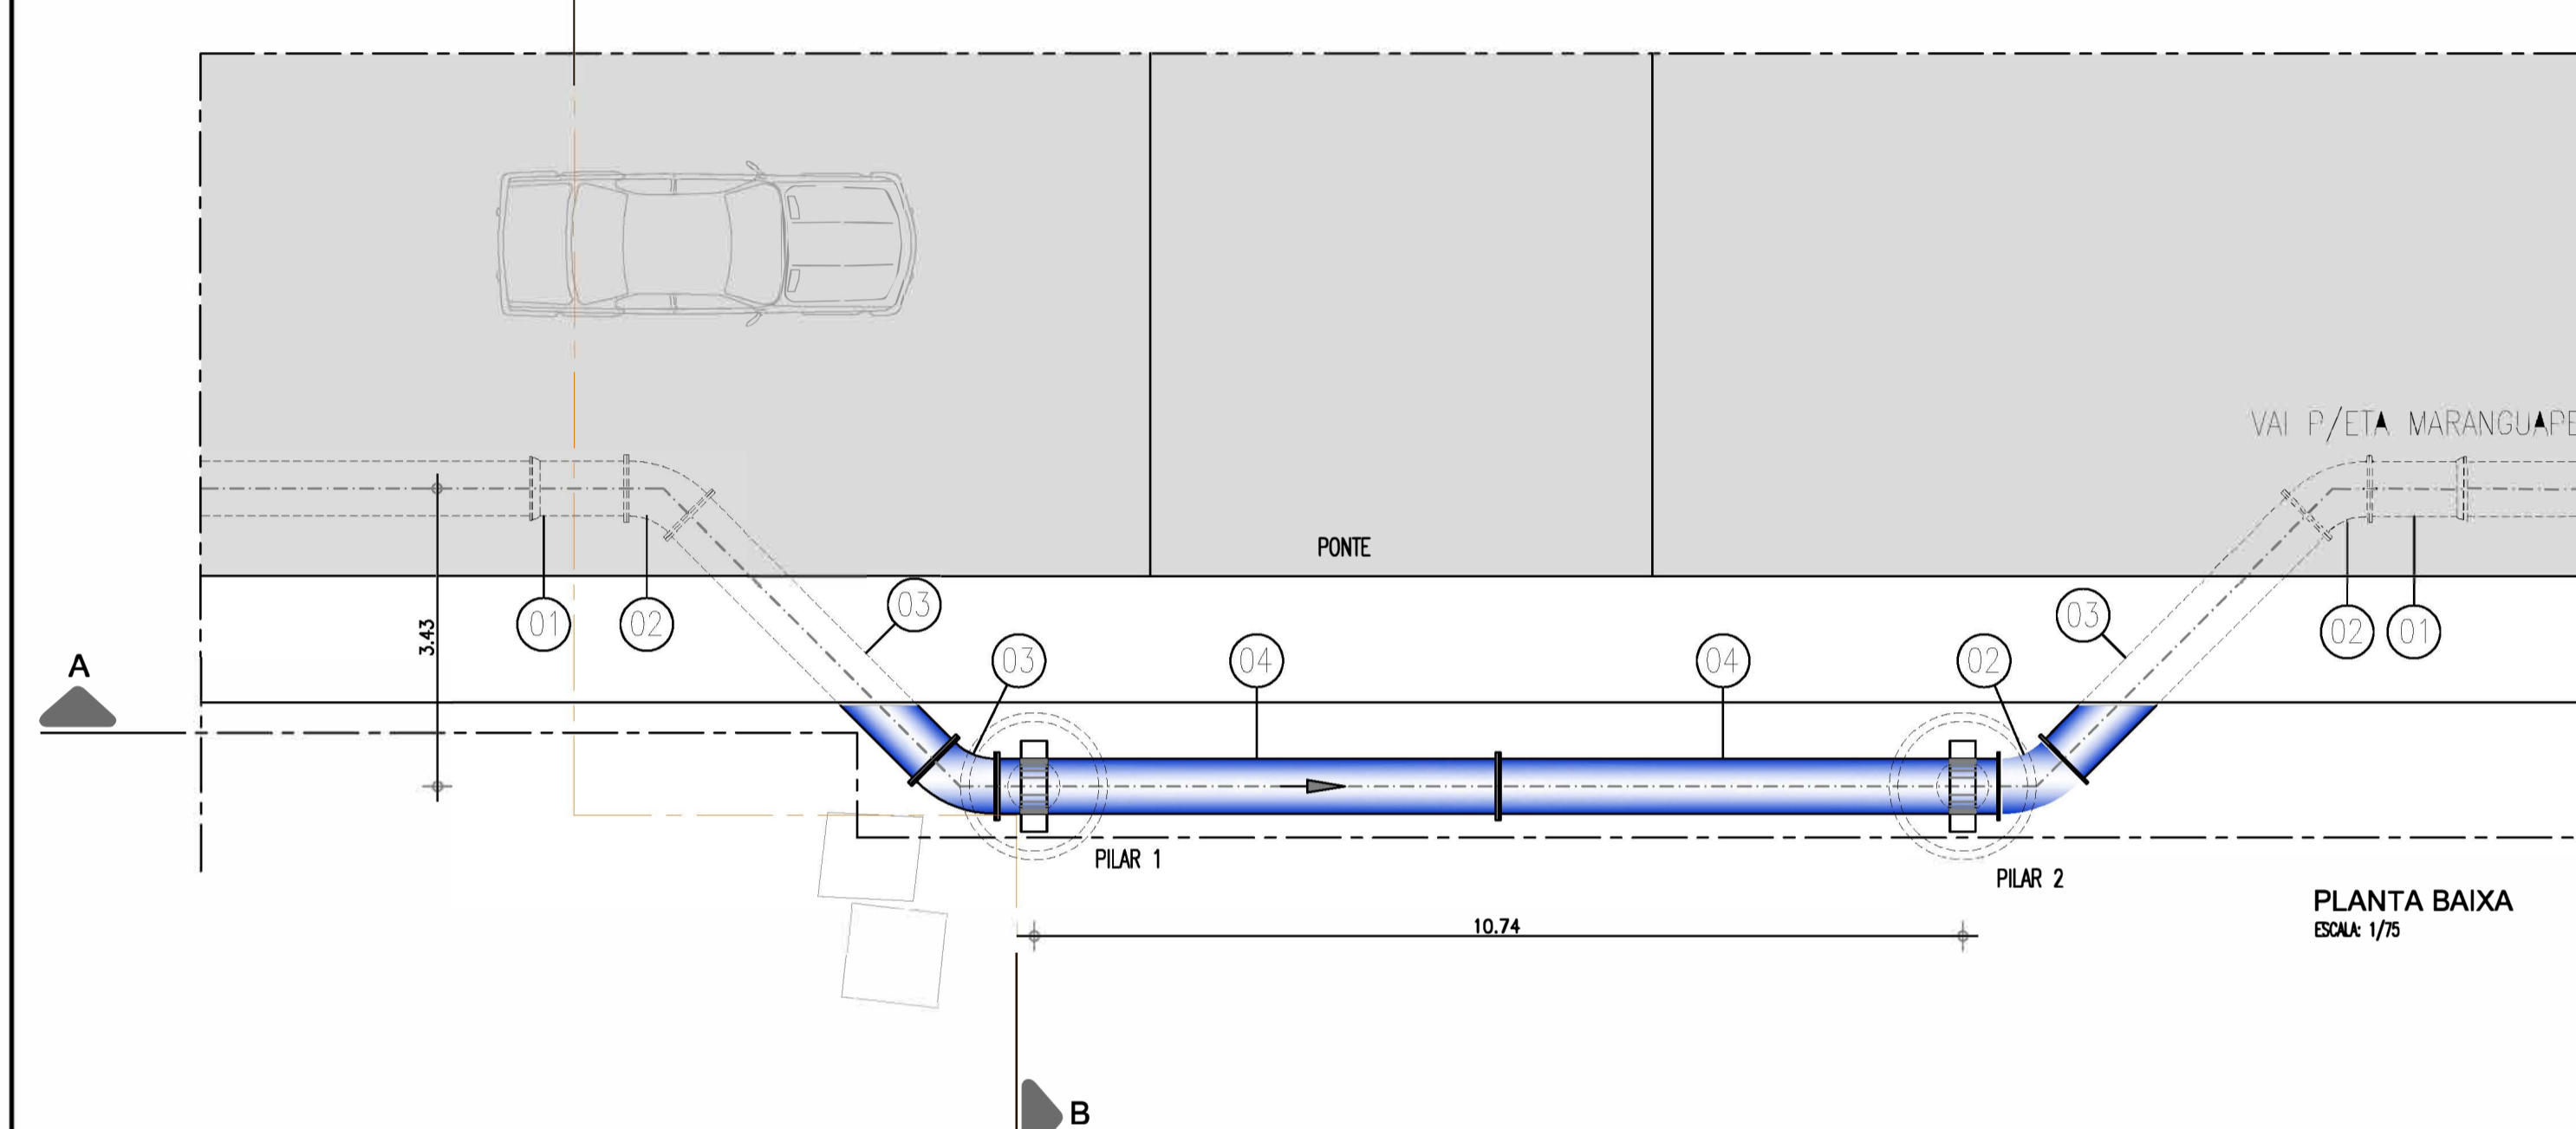 VAI P/ETA MARANGUAPE
PONTE
3.43
01
02
03
03
04
04
02
03
02
01
A
PILAR 1
PILAR 2
10.74
PLANTA BAIXA
ESCALA: 1/75
B